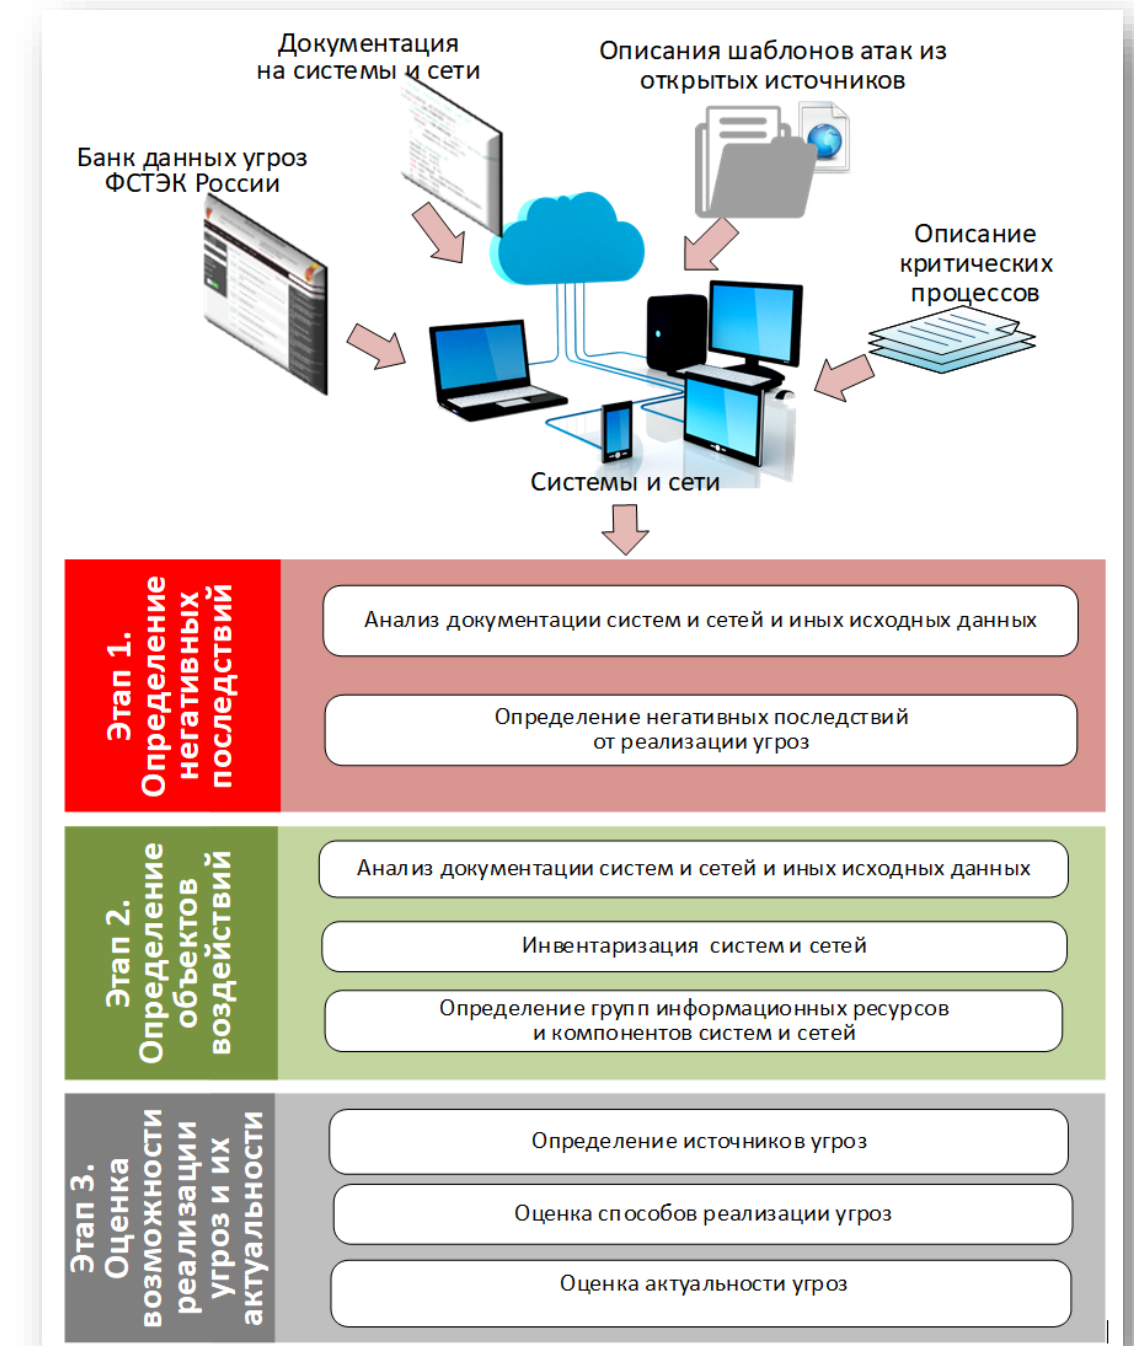 Документация
на системы и сети
Описания шаблонов атак из
открытых источников
Банк данных угроз
ФСТЭК России
Описание
критических
процессов
Системы и сети
Этап 1.
Определение
негативных
последствий
Анализ документации систем и сетей и иных исходных данных
Определение негативных последствий
от реализации угроз
Этап 2.
Определение
объектов
воздействий
Анализ документации систем и сетей и иных исходных данных
Инвентаризация систем и сетей
Определение групп информационных ресурсов
и компонентов систем и сетей
Этап 3.
Оценка
возможности
реализации
угроз и их
актуальности
Определение источников угроз
Оценка способов реализации угроз
Оценка актуальности угроз